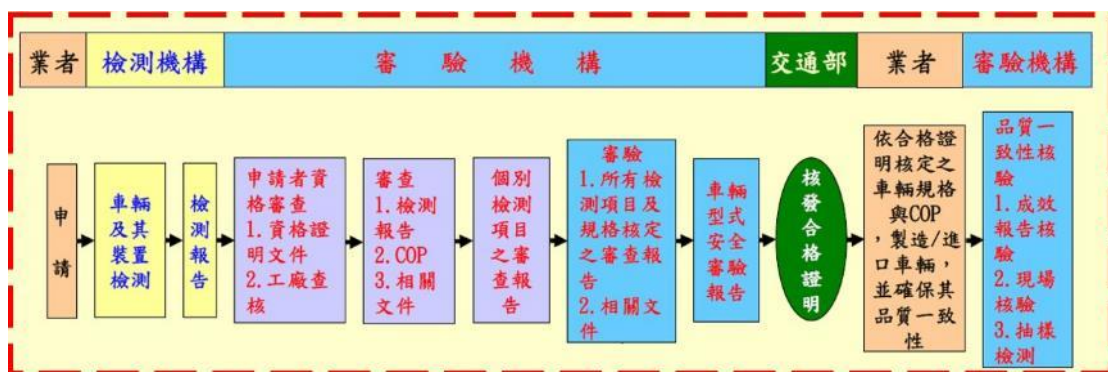 業者 檢測機構 審驗機構 交通部 業者 審驗機構
申
請
車輛
及其
裝置
檢測
檢
測
報
告
申請者資
格審查
1.資格證
明文件
2.工廠查
核
審查
1.檢測
報告
2.COP
3.相關
文件
個別
檢測
項目
之審
查報
告
審驗
1.所有檢
測項目及
規格核定
之審查報
告
2.相關文
件
車輛
型式
安全
審驗
報告
核
發
合
格
證
明
依合格證
明核定之
車輛規格
與COP
，製造/進
口車輛，
並確保其
品質一致
性
品質一
致性核
驗
1.成效
報告核
驗
2.現場
核驗
3.抽樣
檢測